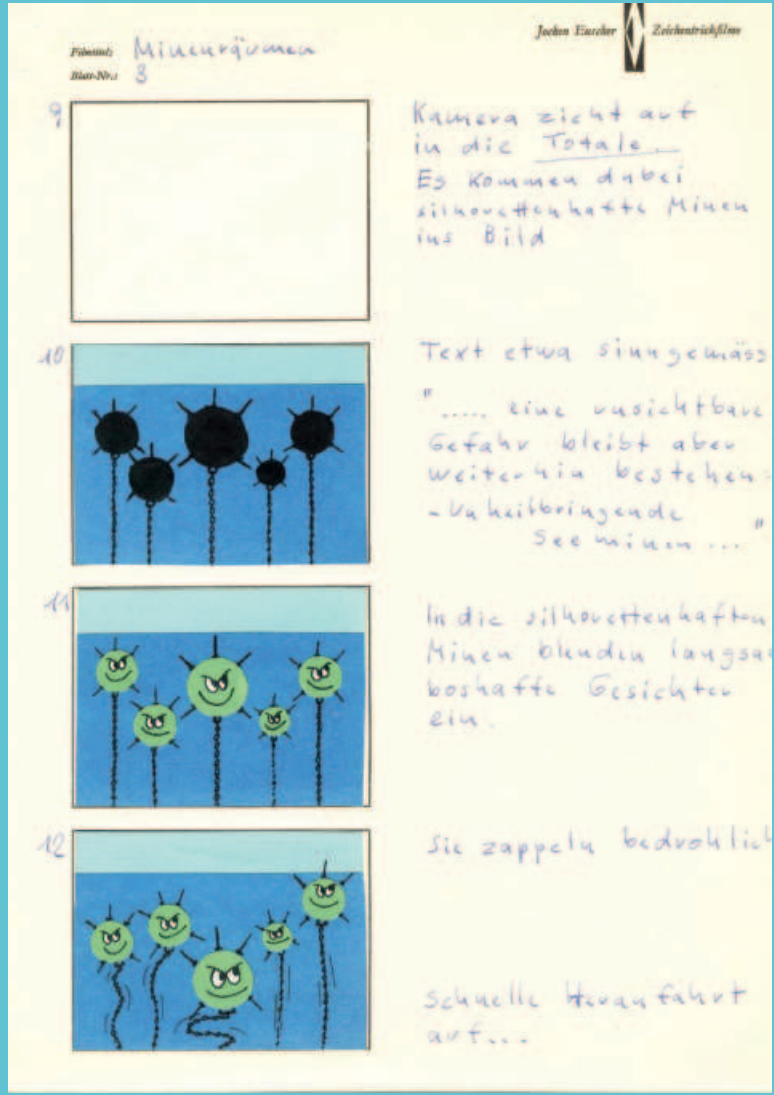 Jochen Euscher Zeichentrickfilme
Filmtitel: Minenräumen
Blatt-Nr.: 3
9
Kamera zieht auf
in die Totale.
Es kommen dabei
silhouettenhafte Minen
ins Bild
10
Text etwa sinngemäss
"..... eine unsichtbare
Gefahr bleibt aber
weiterhin bestehen
- Unheilbringende
Seeminen ... "
11
In die silhouettenhaften
Minen blenden
boshafte Gesichter
ein.
12
Sie zappeln bedrohlich
Schnelle Heranfahrt
auf...